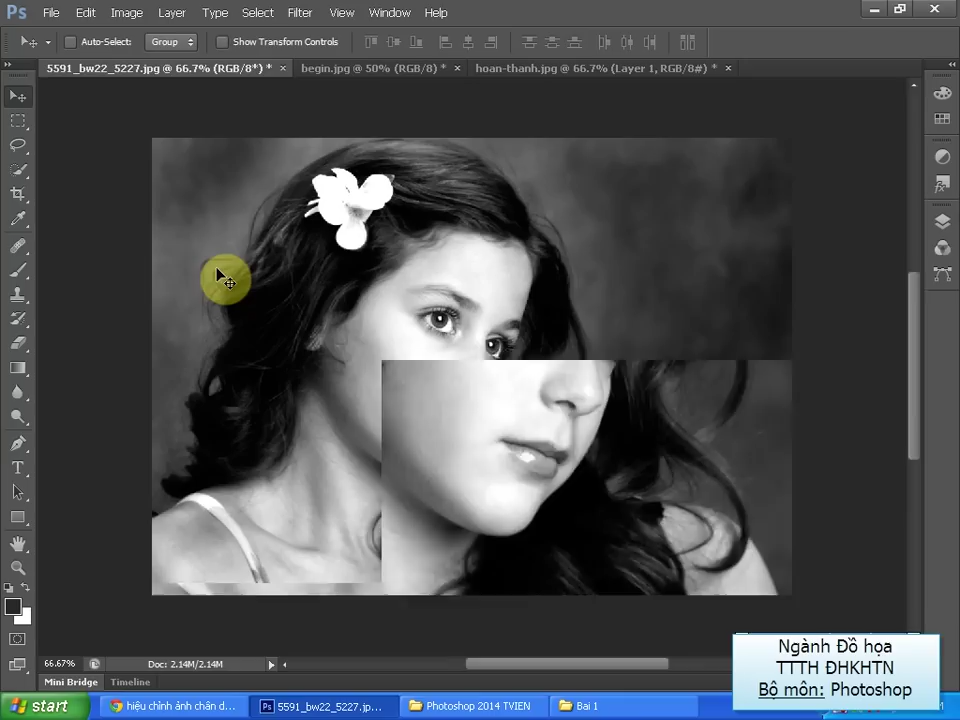 Ps File Edit Image Layer Type Select Filter View Window Help
Auto-Select: Group Show Transform Controls
5591_bw22_5227.jpg @ 66.7% (RGB/8*) * × begin.jpg @ 50% (RGB/8) * × hoan-thanh.jpg @ 66.7% (Layer 1, RGB/8#) * ×
66.67% Doc: 2.14M/2.14M
Mini Bridge Timeline
Ngành Đồ họa
TTTH ĐHKHTN
Bộ môn: Photoshop
start hiệu chỉnh ảnh chân d... Ps 5591_bw22_5227.jp... Photoshop 2014 TVIEN Bai 1